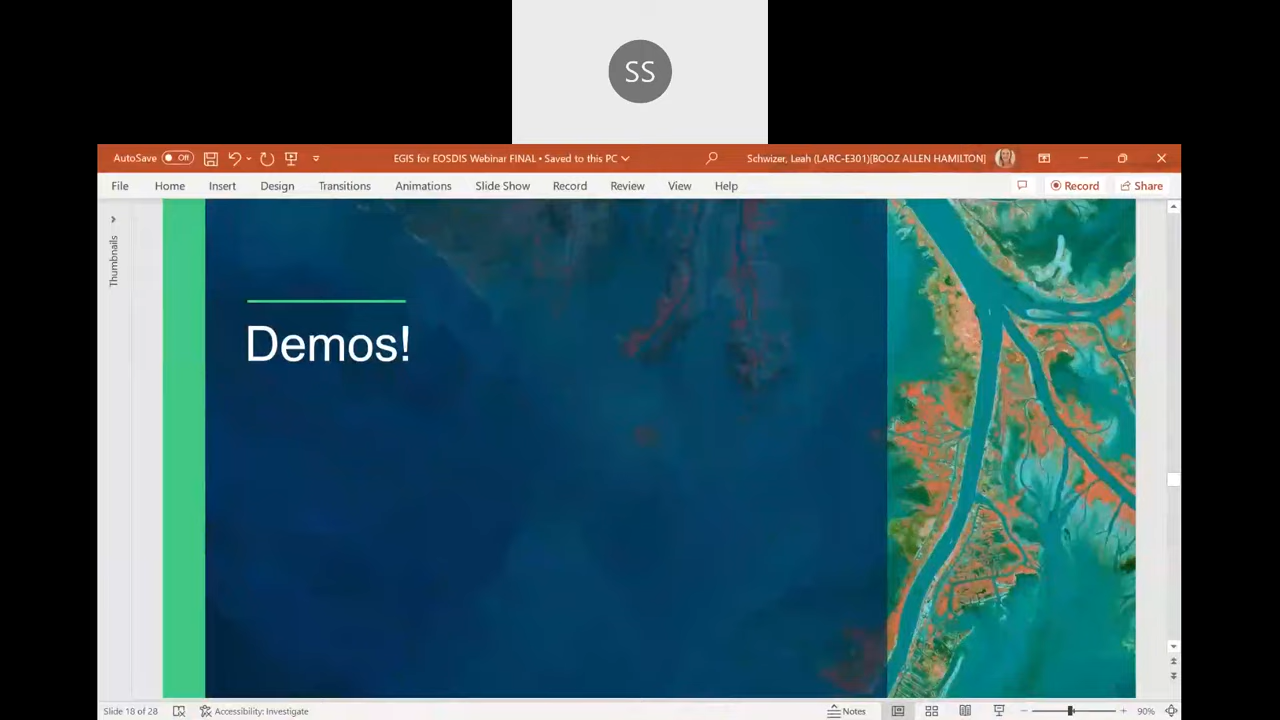 SS
AutoSave Off
EGIS for EOSDIS Webinar FINAL • Saved to this PC
Schwizer, Leah (LARC-E301)[BOOZ ALLEN HAMILTON]
File Home Insert Design Transitions Animations Slide Show Record Review View Help
Record Share
Thumbnails
Demos!
Slide 18 of 28
Accessibility: Investigate
Notes
90%